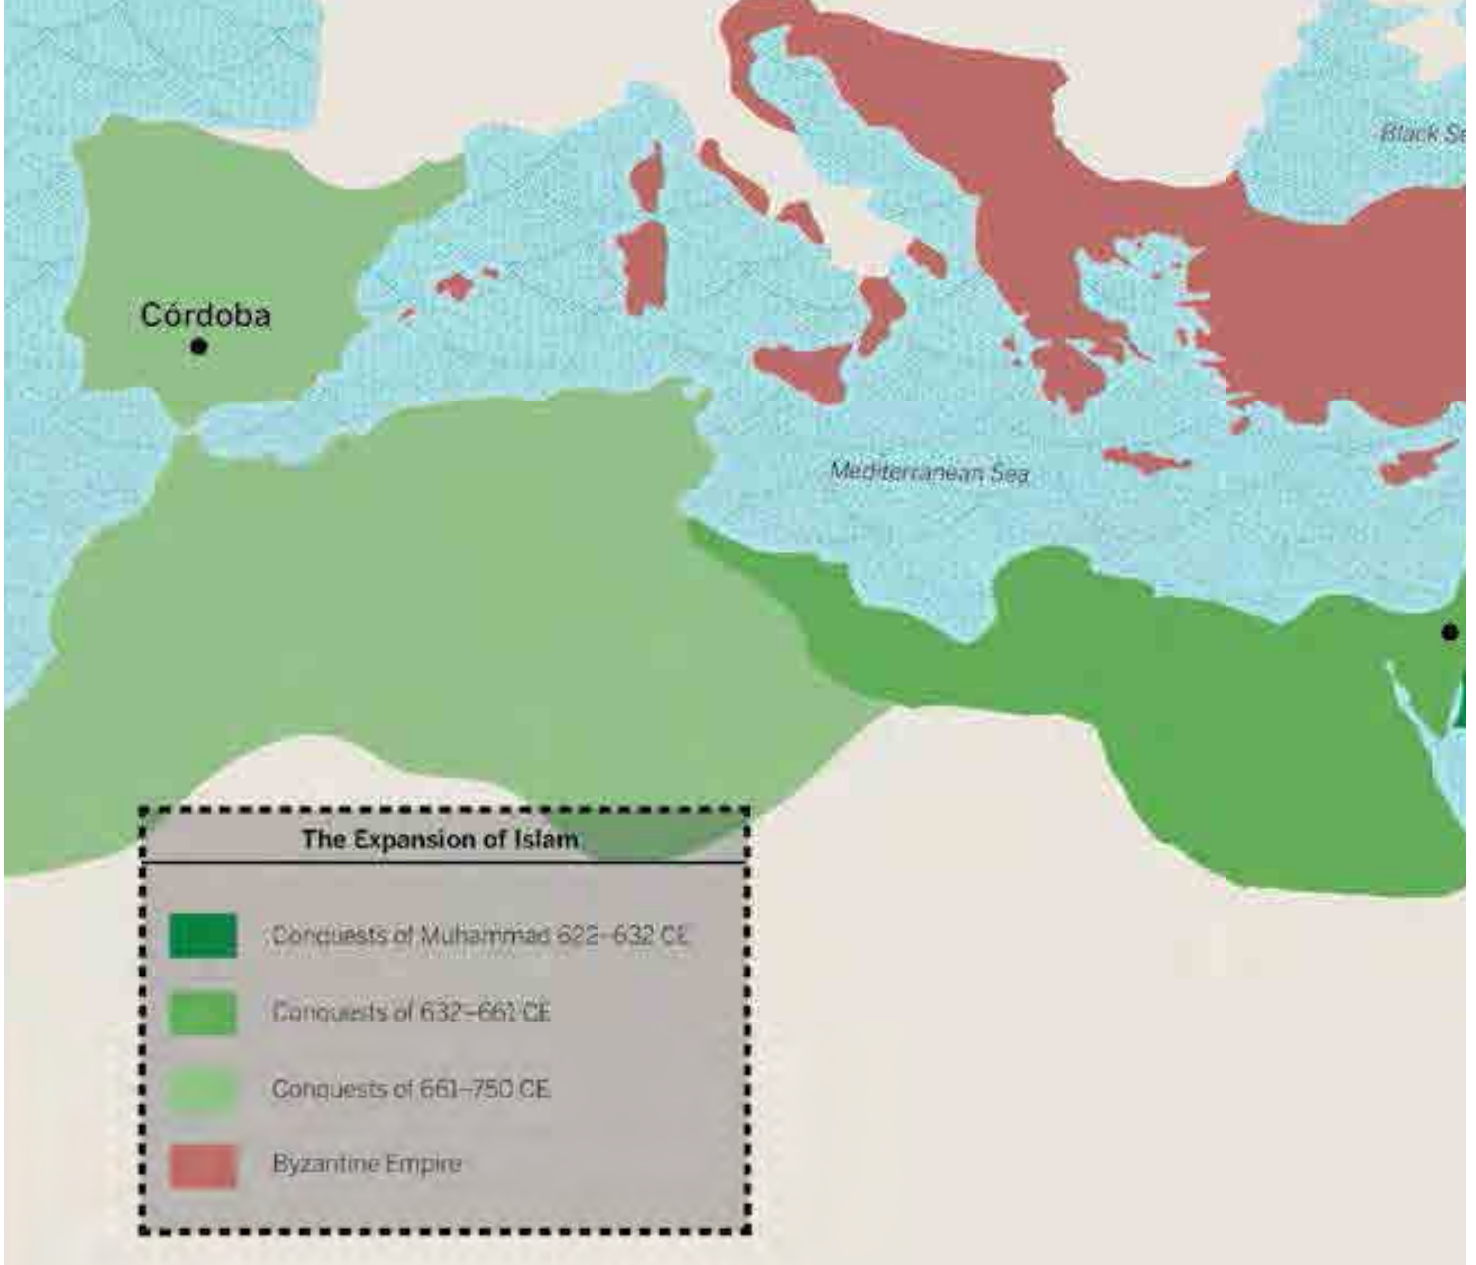 Black Se
Córdoba
Mediterranean Sea
The Expansion of Islam
Conquests of Muhammad 622–632 CE
Conquests of 632–661 CE
Conquests of 661–750 CE
Byzantine Empire